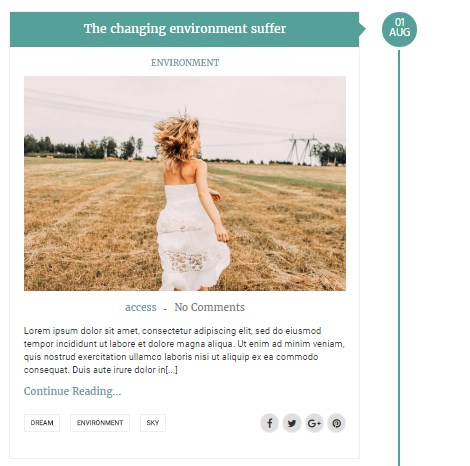 The changing environment suffer
01
AUG
ENVIRONMENT
access - No Comments
Lorem ipsum dolor sit amet, consectetur adipiscing elit, sed do eiusmod
tempor incididunt ut labore et dolore magna aliqua. Ut enim ad minim veniam,
quis nostrud exercitation ullamco laboris nisi ut aliquip ex ea commodo
consequat. Duis aute irure dolor in[...]
Continue Reading...
DREAM ENVIRONMENT SKY